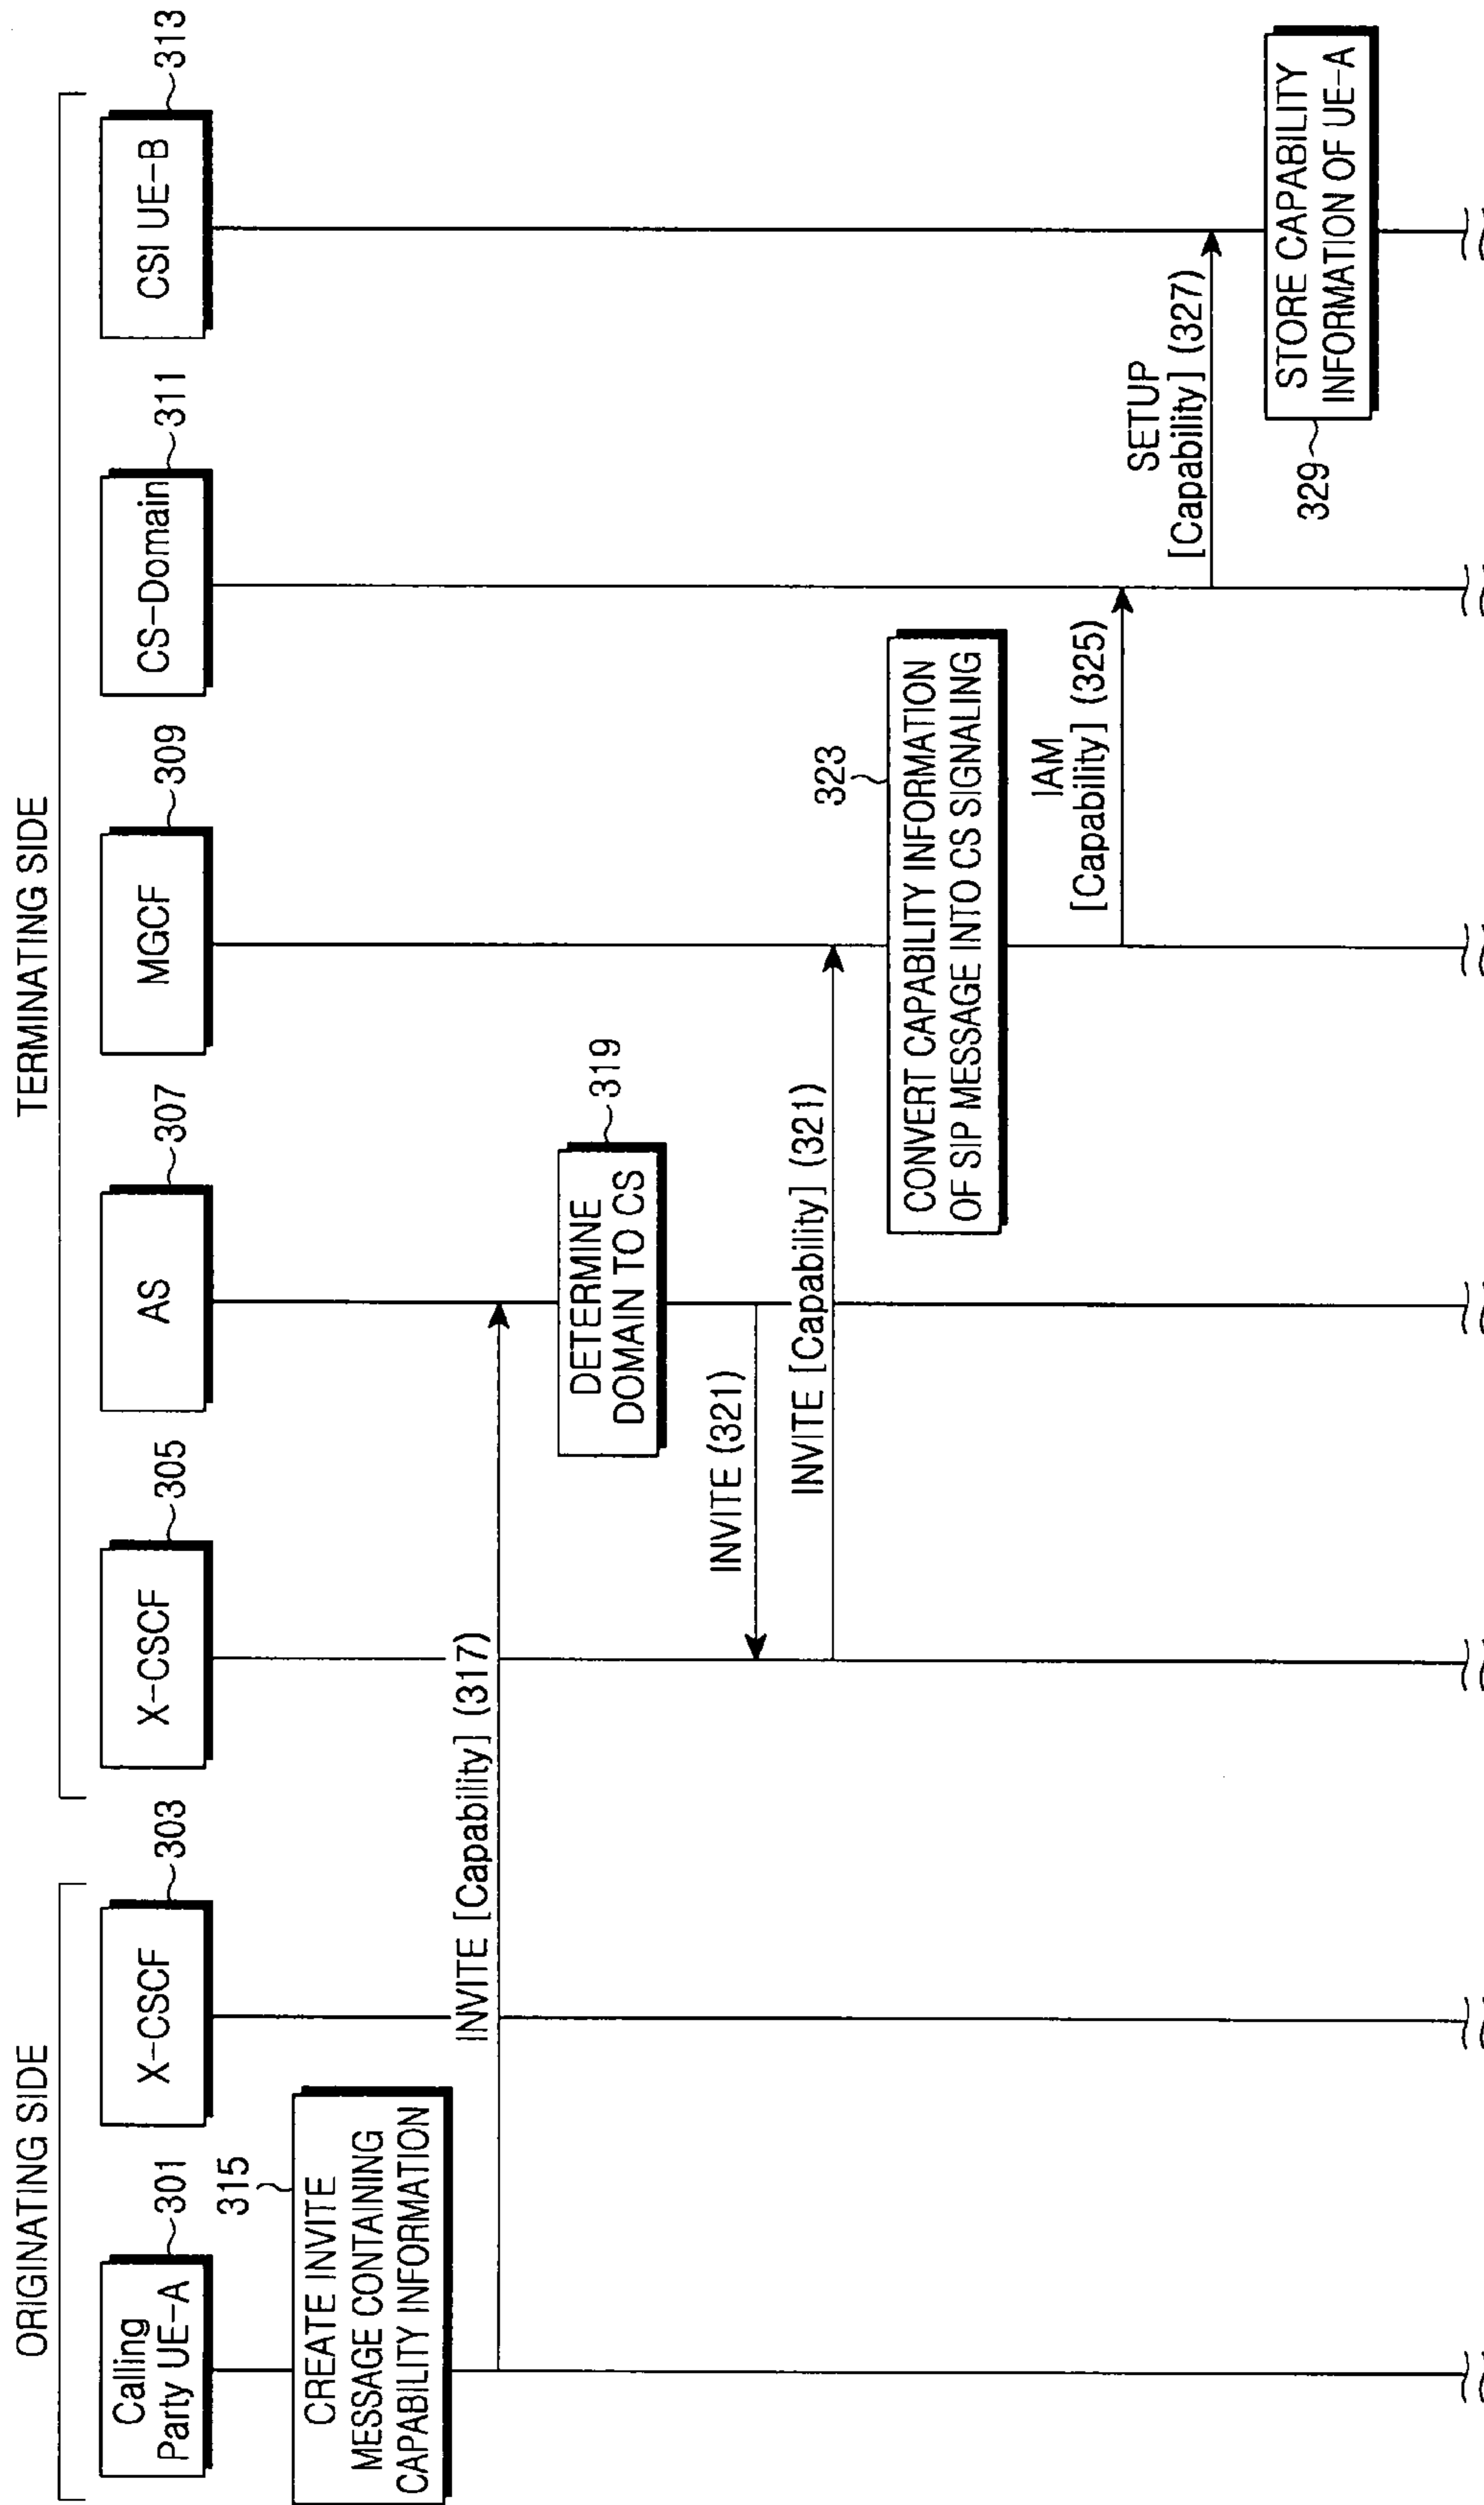 ORIGINATING SIDE
TERMINATING SIDE
Calling
Party UE-A
301
X-CSCF
303
X-CSCF
305
AS
307
MGCF
309
CS-Domain
311
CSI UE-B
313
315
CREATE INVITE
MESSAGE CONTAINING
CAPABILITY INFORMATION
INVITE [Capability] (317)
DETERMINE
DOMAIN TO CS
319
INVITE (321)
INVITE [Capability] (321)
323
CONVERT CAPABILITY INFORMATION
OF SIP MESSAGE INTO CS SIGNALING
IAM
[Capability] (325)
SETUP
[Capability] (327)
STORE CAPABILITY
INFORMATION OF UE-A
329